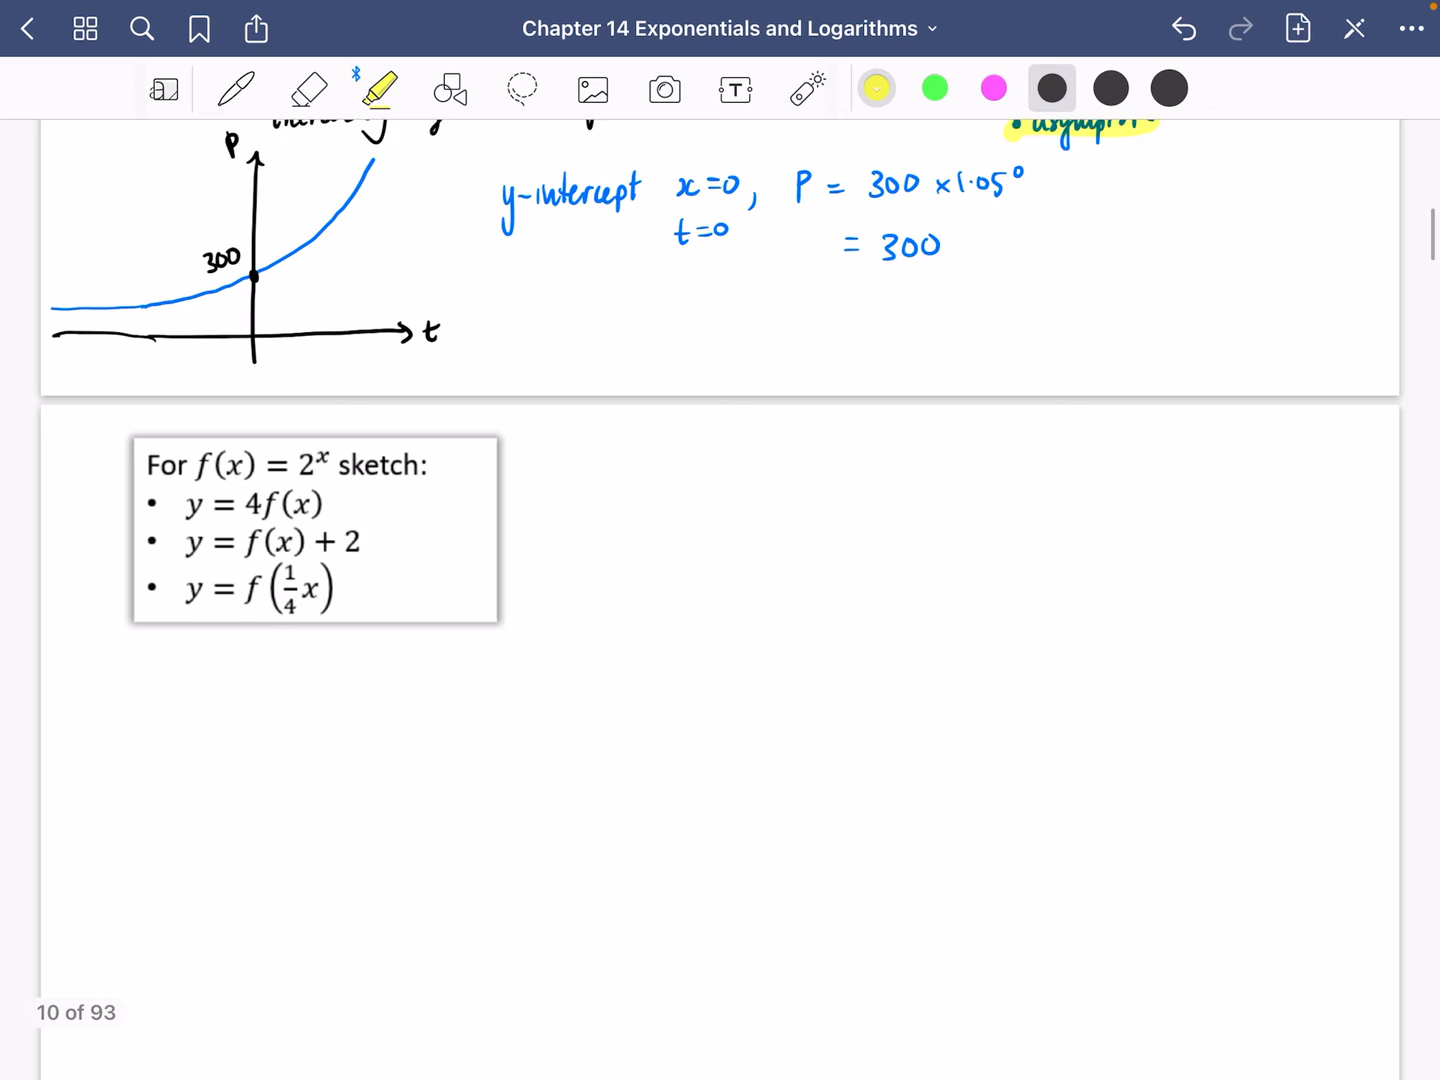 Chapter 14 Exponentials and Logarithms
P
300
t
y-intercept x=0, P = 300 ×1.05⁰
t=0 = 300
For f(x) = 2ˣ sketch:
• y = 4f(x)
• y = f(x) + 2
• y = f(1/4 x)
10 of 93